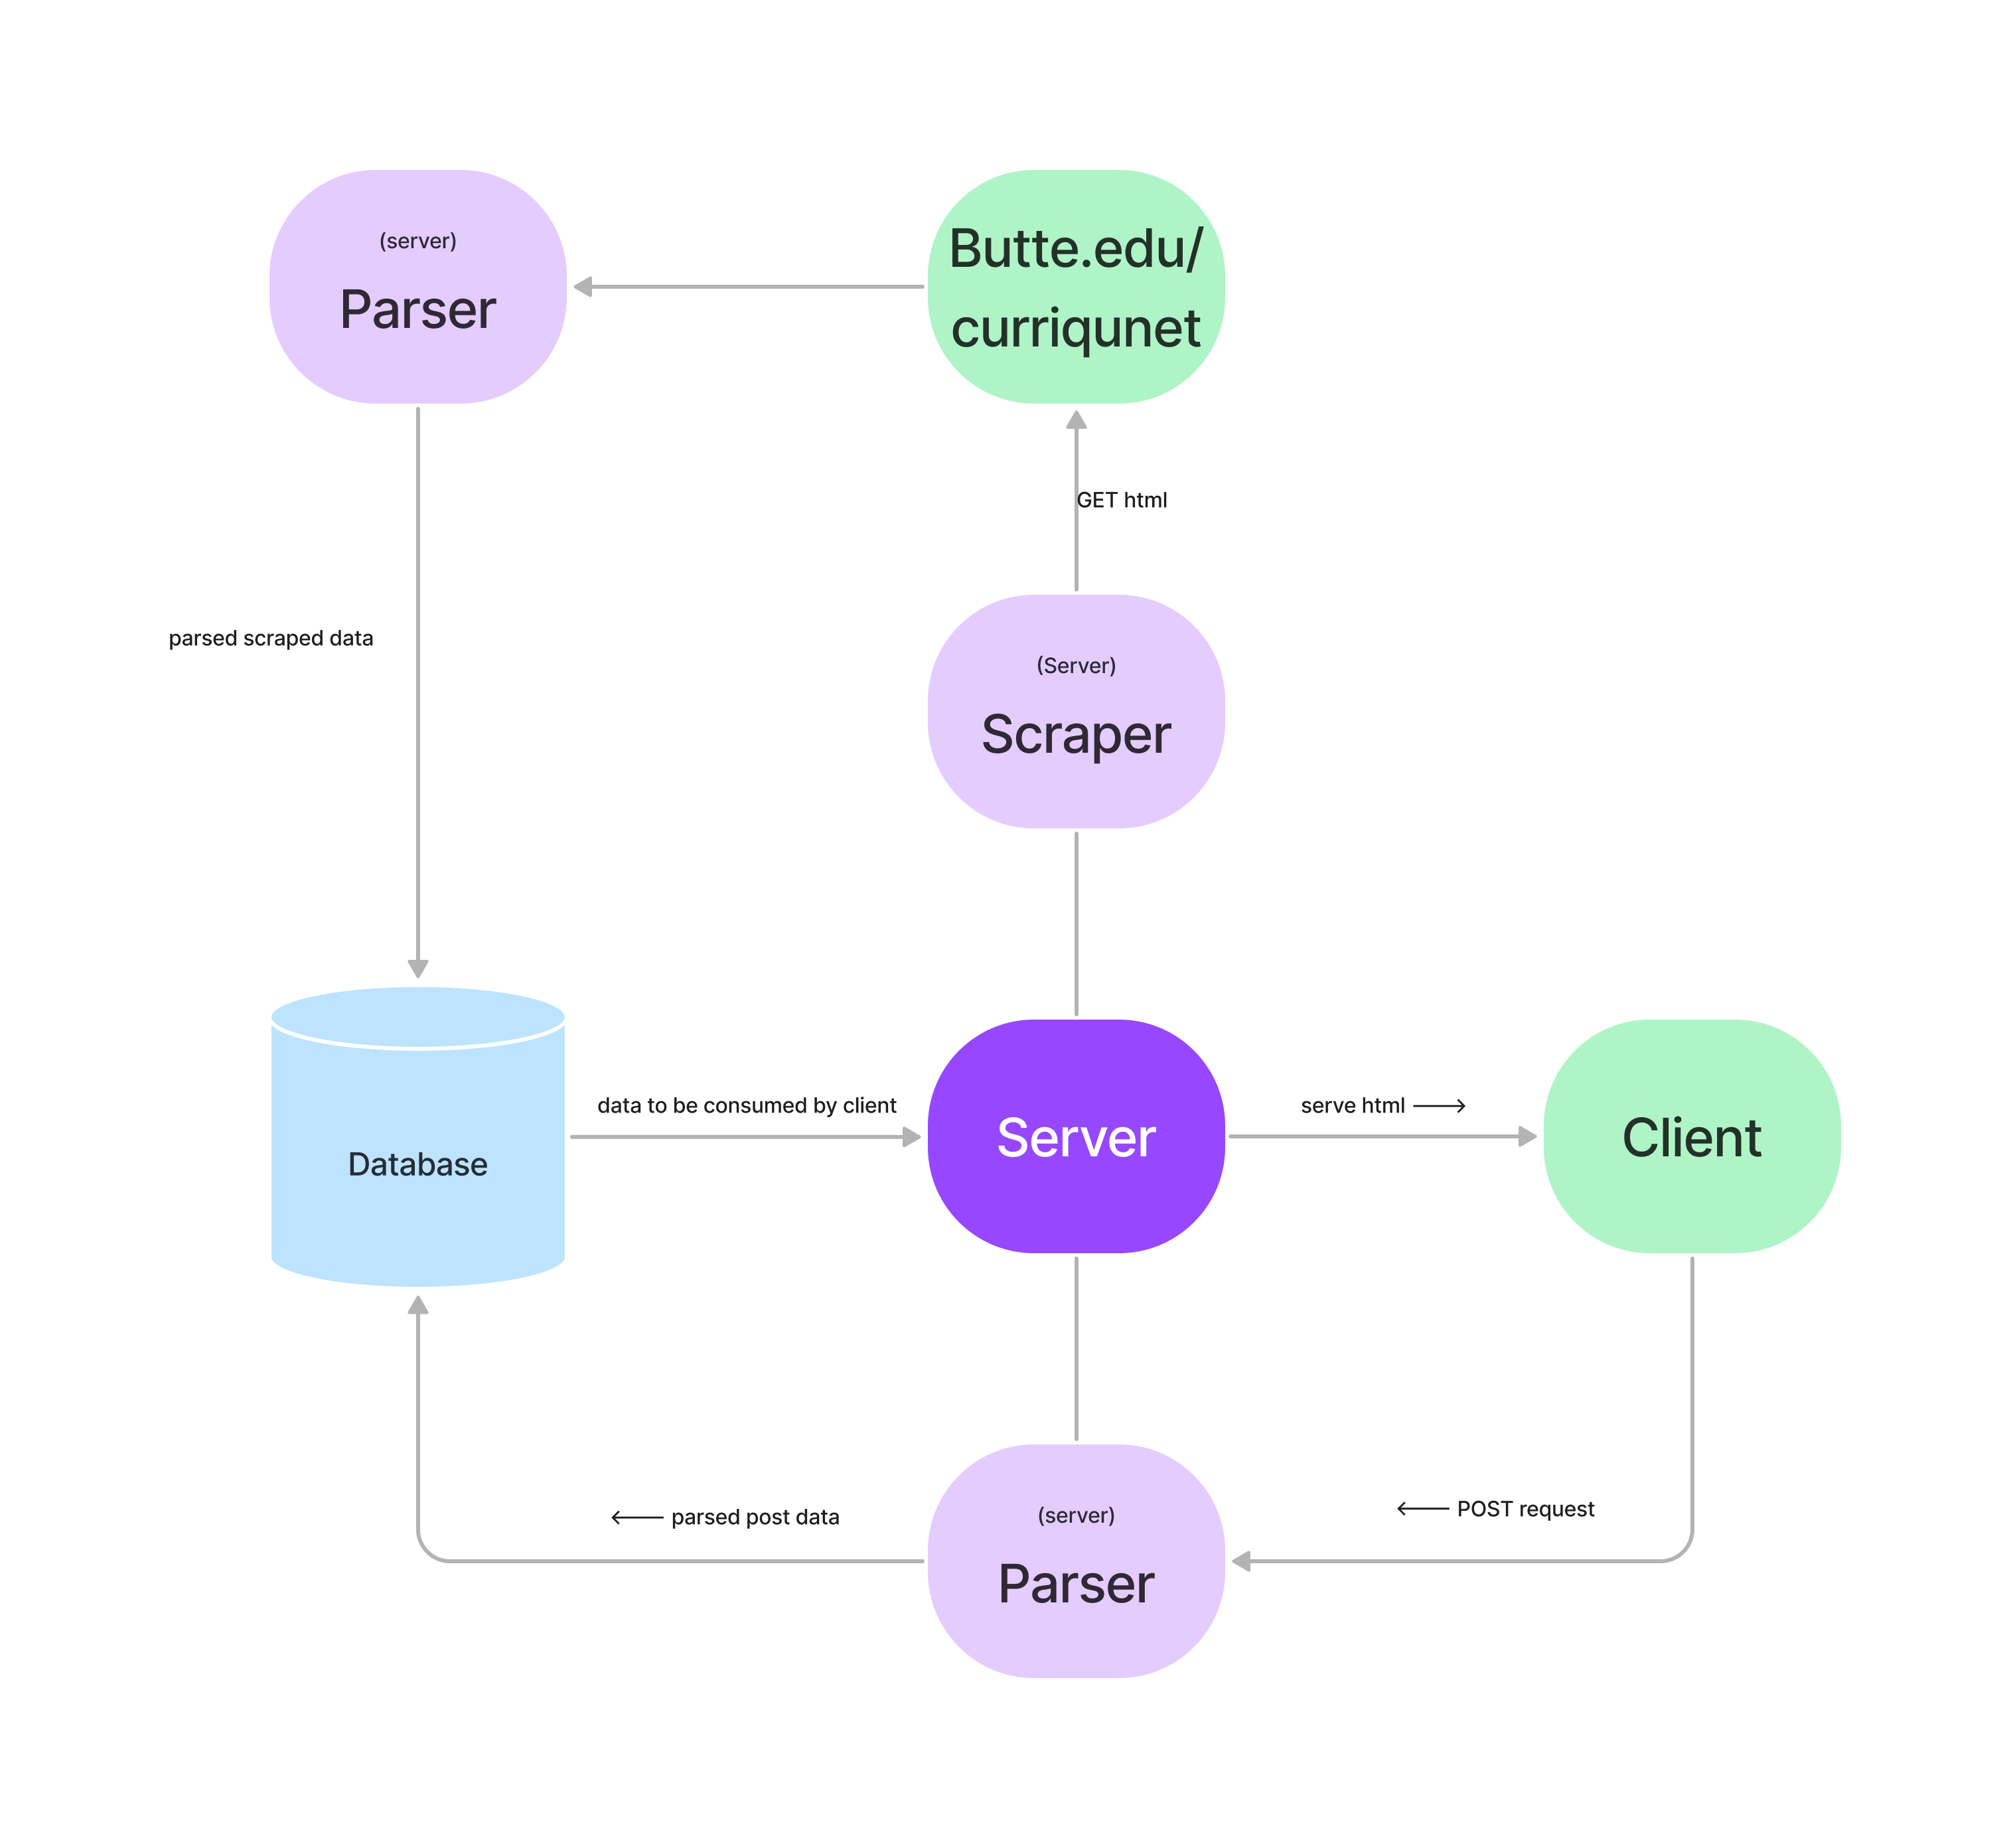 (server)
Parser
Butte.edu/
curriqunet
GET html
parsed scraped data
(Server)
Scraper
data to be consumed by client
Server
serve html ⟶
Client
Database
⟵ parsed post data
(server)
Parser
⟵ POST request